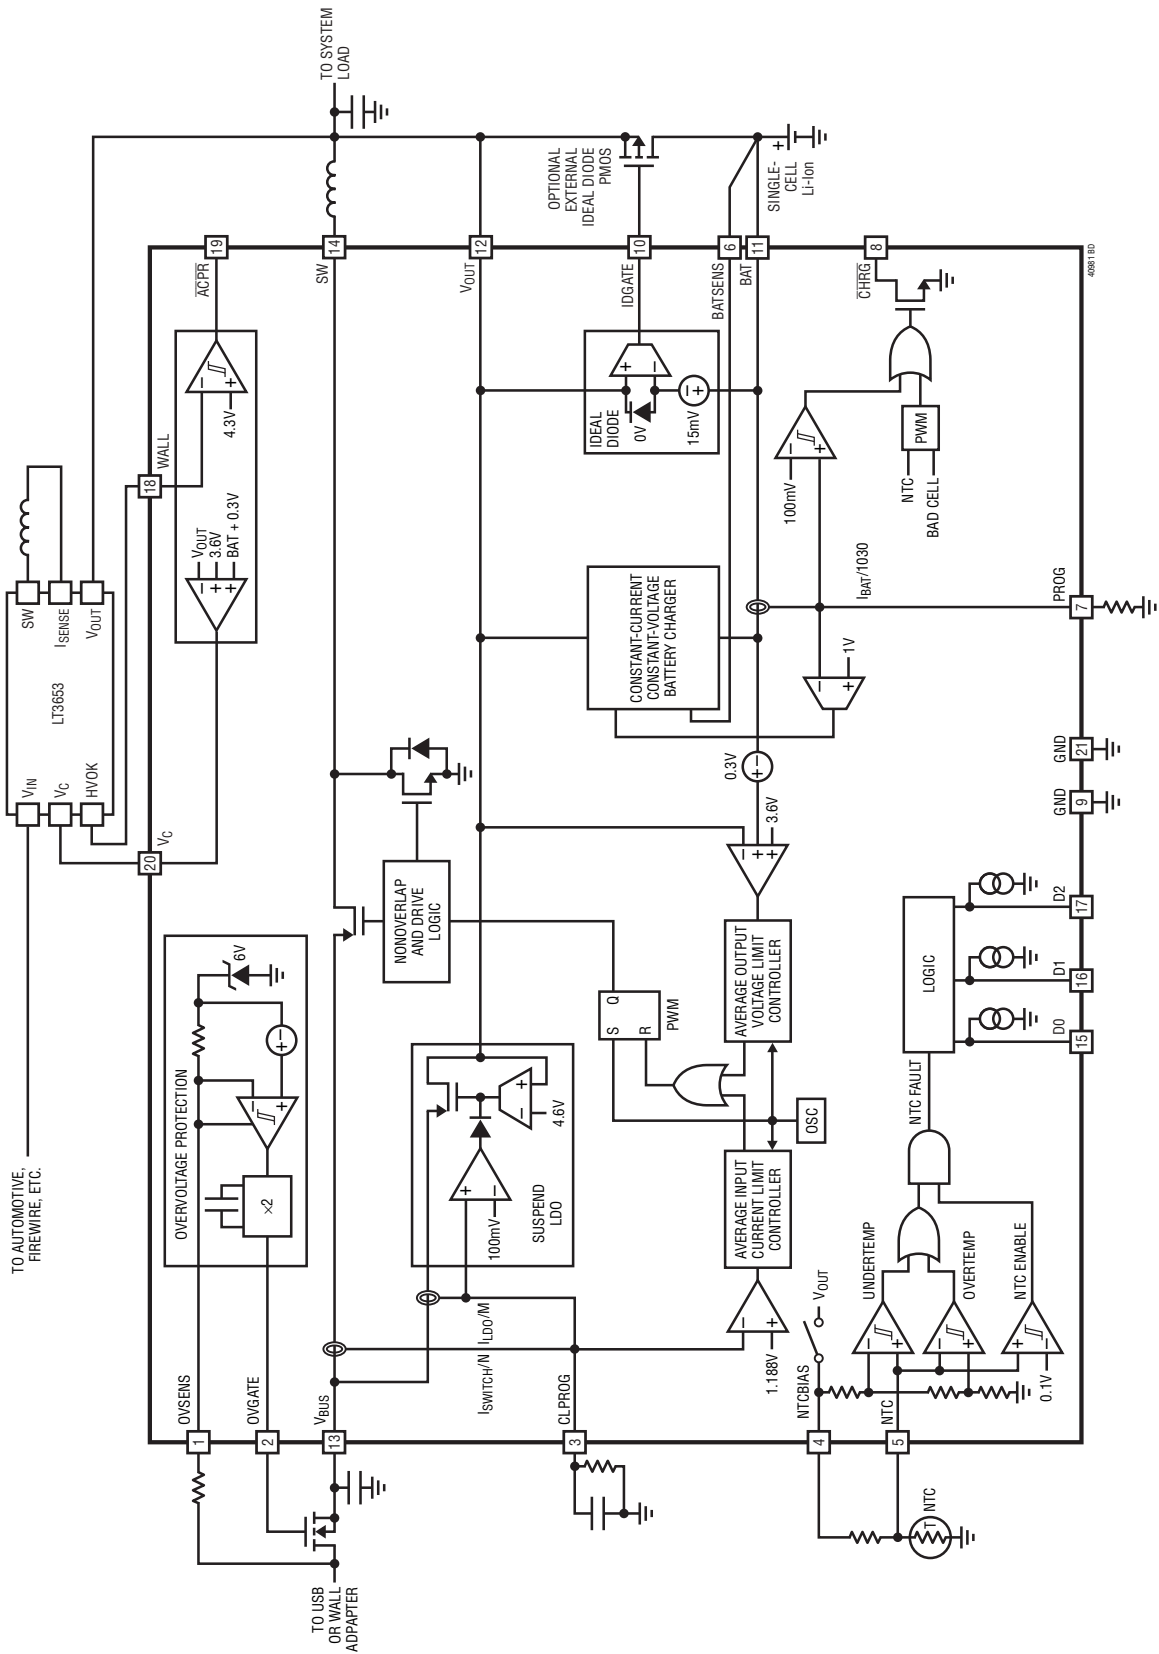 TO AUTOMOTIVE,
FIREWIRE, ETC.
VIN
VC
HVOK
LT3653
SW
ISENSE
VOUT
20
VC
18
WALL
VOUT
3.6V
BAT + 0.3V
4.3V
–
+
+
–
+
19
ACPR
OVERVOLTAGE PROTECTION
×2
–
+
+
–
6V
1
OVSENS
2
OVGATE
13
VBUS
TO USB
OR WALL
ADPAPTER
14
SW
TO SYSTEM
LOAD
NONOVERLAP
AND DRIVE
LOGIC
SUSPEND
LDO
100mV
+
–
–
+
4.6V
ISWITCH/N
ILDO/M
3
CLPROG
12
VOUT
IDEAL
DIODE
0V
15mV
+
–
–
+
10
IDGATE
OPTIONAL
EXTERNAL
IDEAL DIODE
PMOS
6
BATSENS
11
BAT
+
SINGLE-
CELL
Li-Ion
CONSTANT-CURRENT
CONSTANT-VOLTAGE
BATTERY CHARGER
S
Q
R
PWM
AVERAGE INPUT
CURRENT LIMIT
CONTROLLER
AVERAGE OUTPUT
VOLTAGE LIMIT
CONTROLLER
OSC
1.188V
–
+
–
+
+
0.3V
+
–
3.6V
1V
–
+
IBAT/1030
100mV
–
+
PWM
NTC
BAD CELL
8
CHRG
7
PROG
4
NTCBIAS
VOUT
5
NTC
T
NTC
UNDERTEMP
OVERTEMP
NTC ENABLE
–
+
–
+
+
–
0.1V
NTC FAULT
LOGIC
15
D0
16
D1
17
D2
9
GND
21
GND
40981 BD